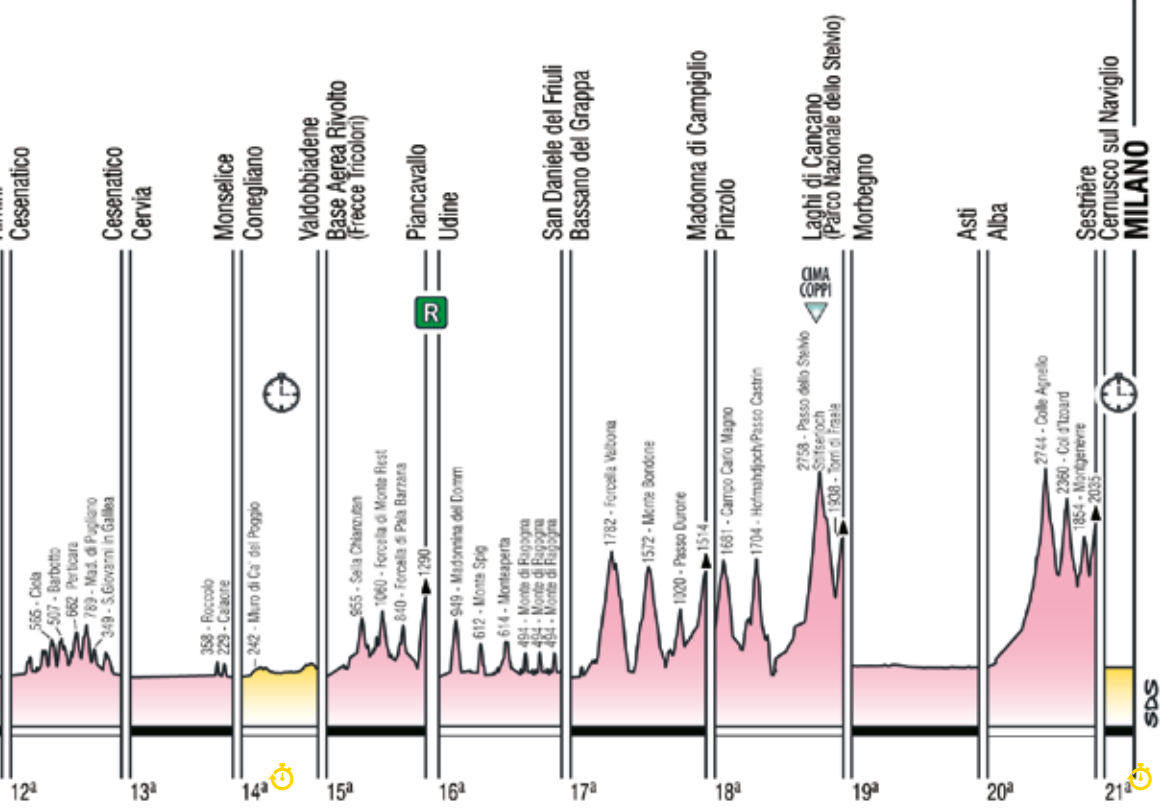 Cesenatico
Cesenatico
Cervia
Monselice
Conegliano
Valdobbiadene
Base Aerea Rivolto
(Frecce Tricolori)
Piancavallo
Udine
San Daniele del Friuli
Bassano del Grappa
Madonna di Campiglio
Pinzolo
Laghi di Cancano
(Parco Nazionale dello Stelvio)
Morbegno
Asti
Alba
Sestrière
Cernusco sul Naviglio
MILANO
R
CIMA
COPPI
565 - Ciola
507 - Barbotto
662 - Perticara
789 - Mad. di Pugliano
349 - S.Giovanni in Galilea
358 - Roccolo
229 - Calaone
242 - Muro di Ca' del Poggio
955 - Sella Chianzutan
1060 - Forcella di Monte Rest
840 - Forcella di Pala Barzana
1290
949 - Madonnina del Domm
612 - Monte Spig
614 - Monteaperta
494 - Monte di Ragogna
494 - Monte di Ragogna
494 - Monte di Ragogna
1782 - Forcella Valbona
1572 - Monte Bondone
1020 - Passo Durone
1514
1681 - Campo Carlo Magno
1704 - Hofmahdjoch/Passo Castrin
2758 - Passo dello Stelvio
Stilfserjoch
1938 - Torri di Fraele
2744 - Colle Agnello
2360 - Col d'Izoard
1854 - Montgenèvre
2035
SDS
12ª
13ª
14ª
15ª
16ª
17ª
18ª
19ª
20ª
21ª